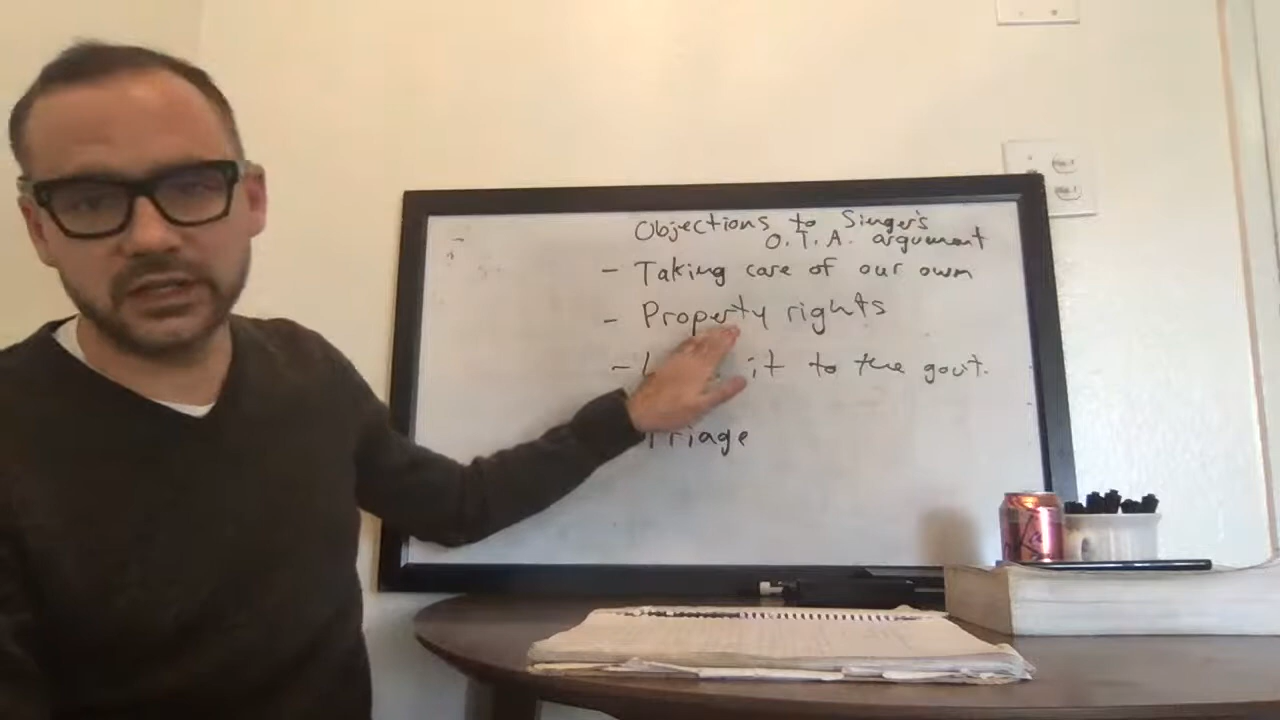 Objections to Singer's
O.T.A. argument
- Taking care of our own
- Property rights
- it to the gov't.
Triage